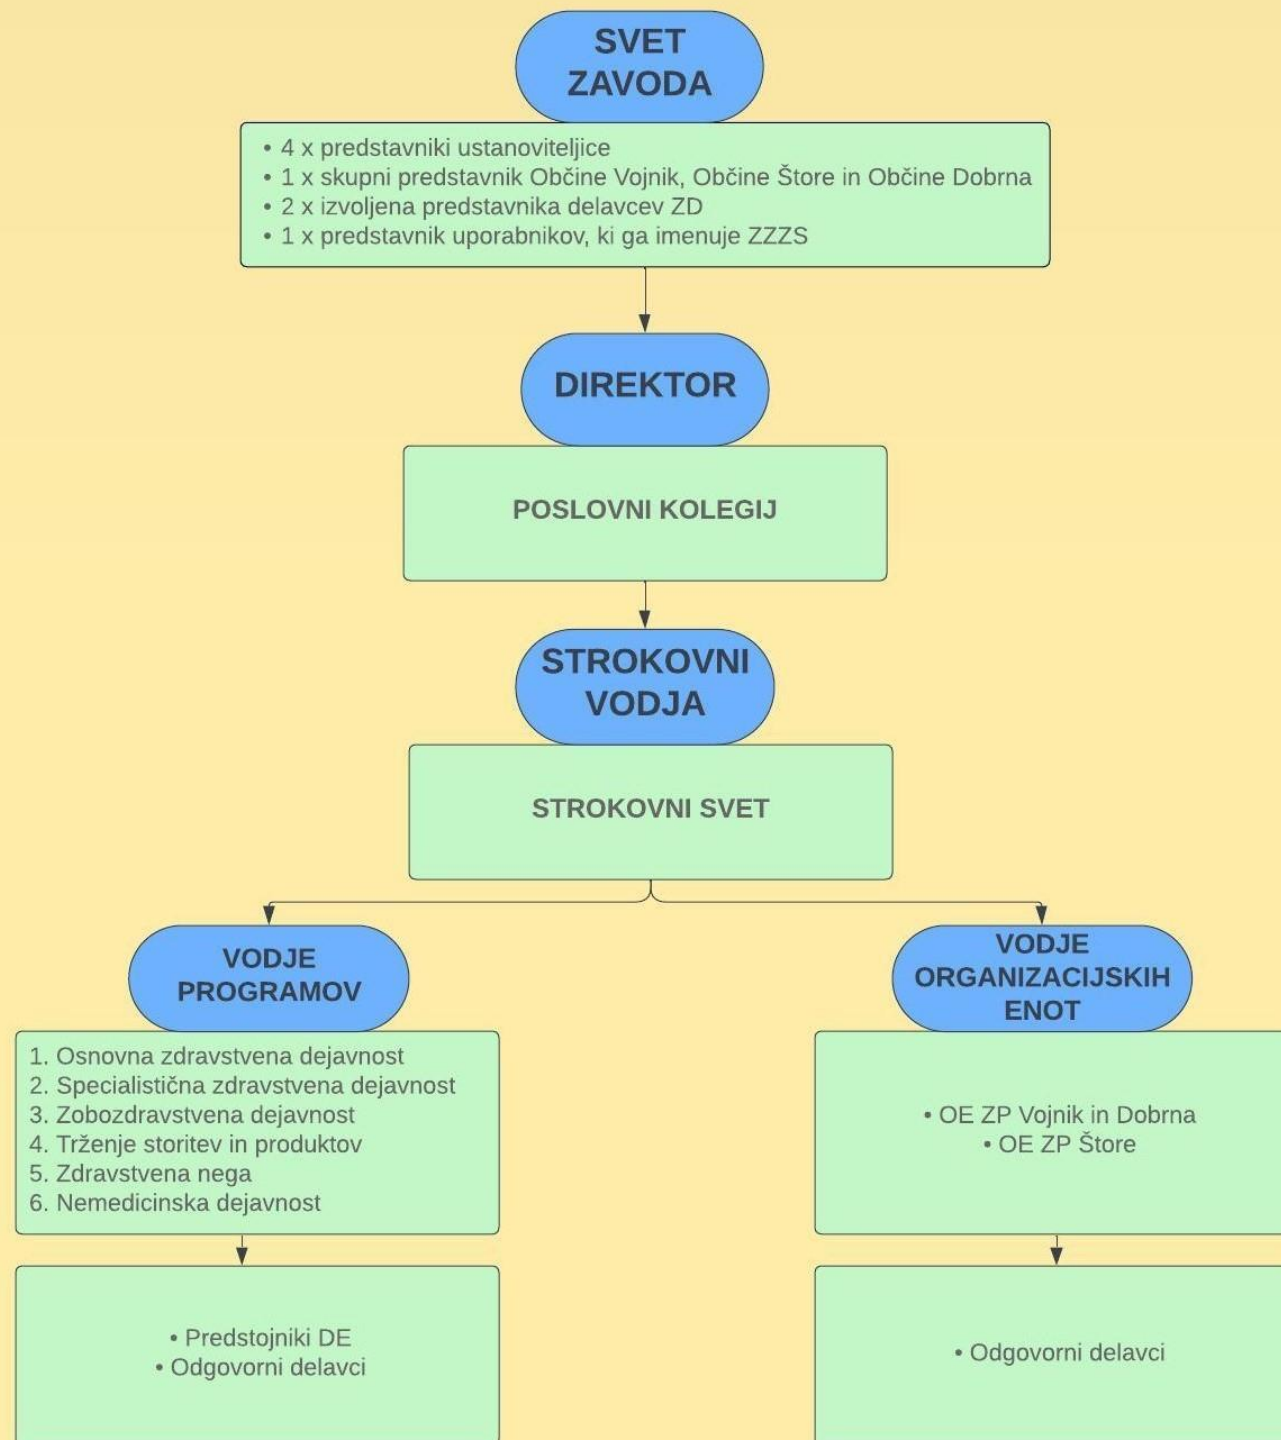 SVET
ZAVODA
• 4 x predstavniki ustanoviteljice
• 1 x skupni predstavnik Občine Vojnik, Občine Štore in Občine Dobrna
• 2 x izvoljena predstavnika delavcev ZD
• 1 x predstavnik uporabnikov, ki ga imenuje ZZZS
DIREKTOR
POSLOVNI KOLEGIJ
STROKOVNI
VODJA
STROKOVNI SVET
VODJE
PROGRAMOV
1. Osnovna zdravstvena dejavnost
2. Specialistična zdravstvena dejavnost
3. Zobozdravstvena dejavnost
4. Trženje storitev in produktov
5. Zdravstvena nega
6. Nemedicinska dejavnost
• Predstojniki DE
• Odgovorni delavci
VODJE
ORGANIZACIJSKIH
ENOT
• OE ZP Vojnik in Dobrna
• OE ZP Štore
• Odgovorni delavci